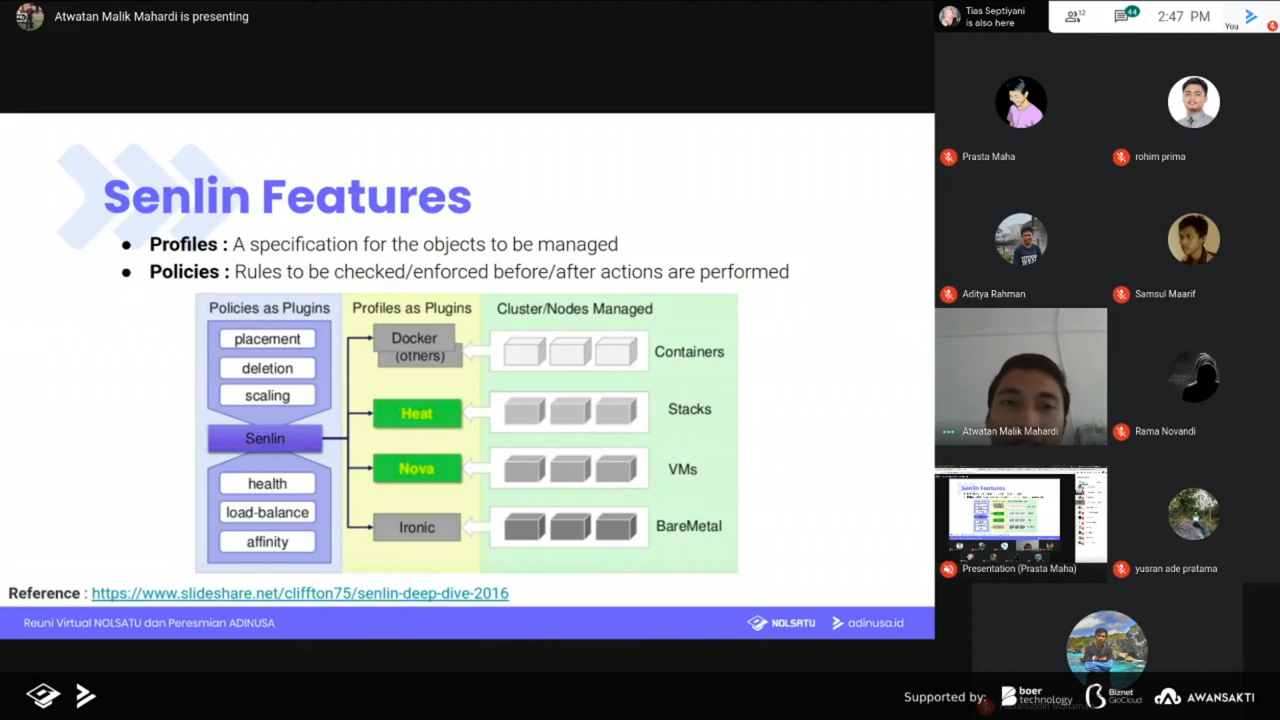 Atwatan Malik Mahardi is presenting
Tias Septiyani
is also here
12
44
2:47 PM
You
Senlin Features
● Profiles : A specification for the objects to be managed
● Policies : Rules to be checked/enforced before/after actions are performed
Policies as Plugins
Profiles as Plugins
Cluster/Nodes Managed
placement
deletion
scaling
Senlin
health
load-balance
affinity
Docker
(others)
Heat
Nova
Ironic
Containers
Stacks
VMs
BareMetal
Reference : https://www.slideshare.net/cliffton75/senlin-deep-dive-2016
Reuni Virtual NOLSATU dan Peresmian ADINUSA
NOLSATU
adinusa.id
Prasta Maha
rohim prima
Aditya Rahman
Samsul Maarif
Atwatan Malik Mahardi
Rama Novandi
Senlin Features
Presentation (Prasta Maha)
yusran ade pratama
Supported by:
boer
technology
Biznet
GioCloud
AWANSAKTI